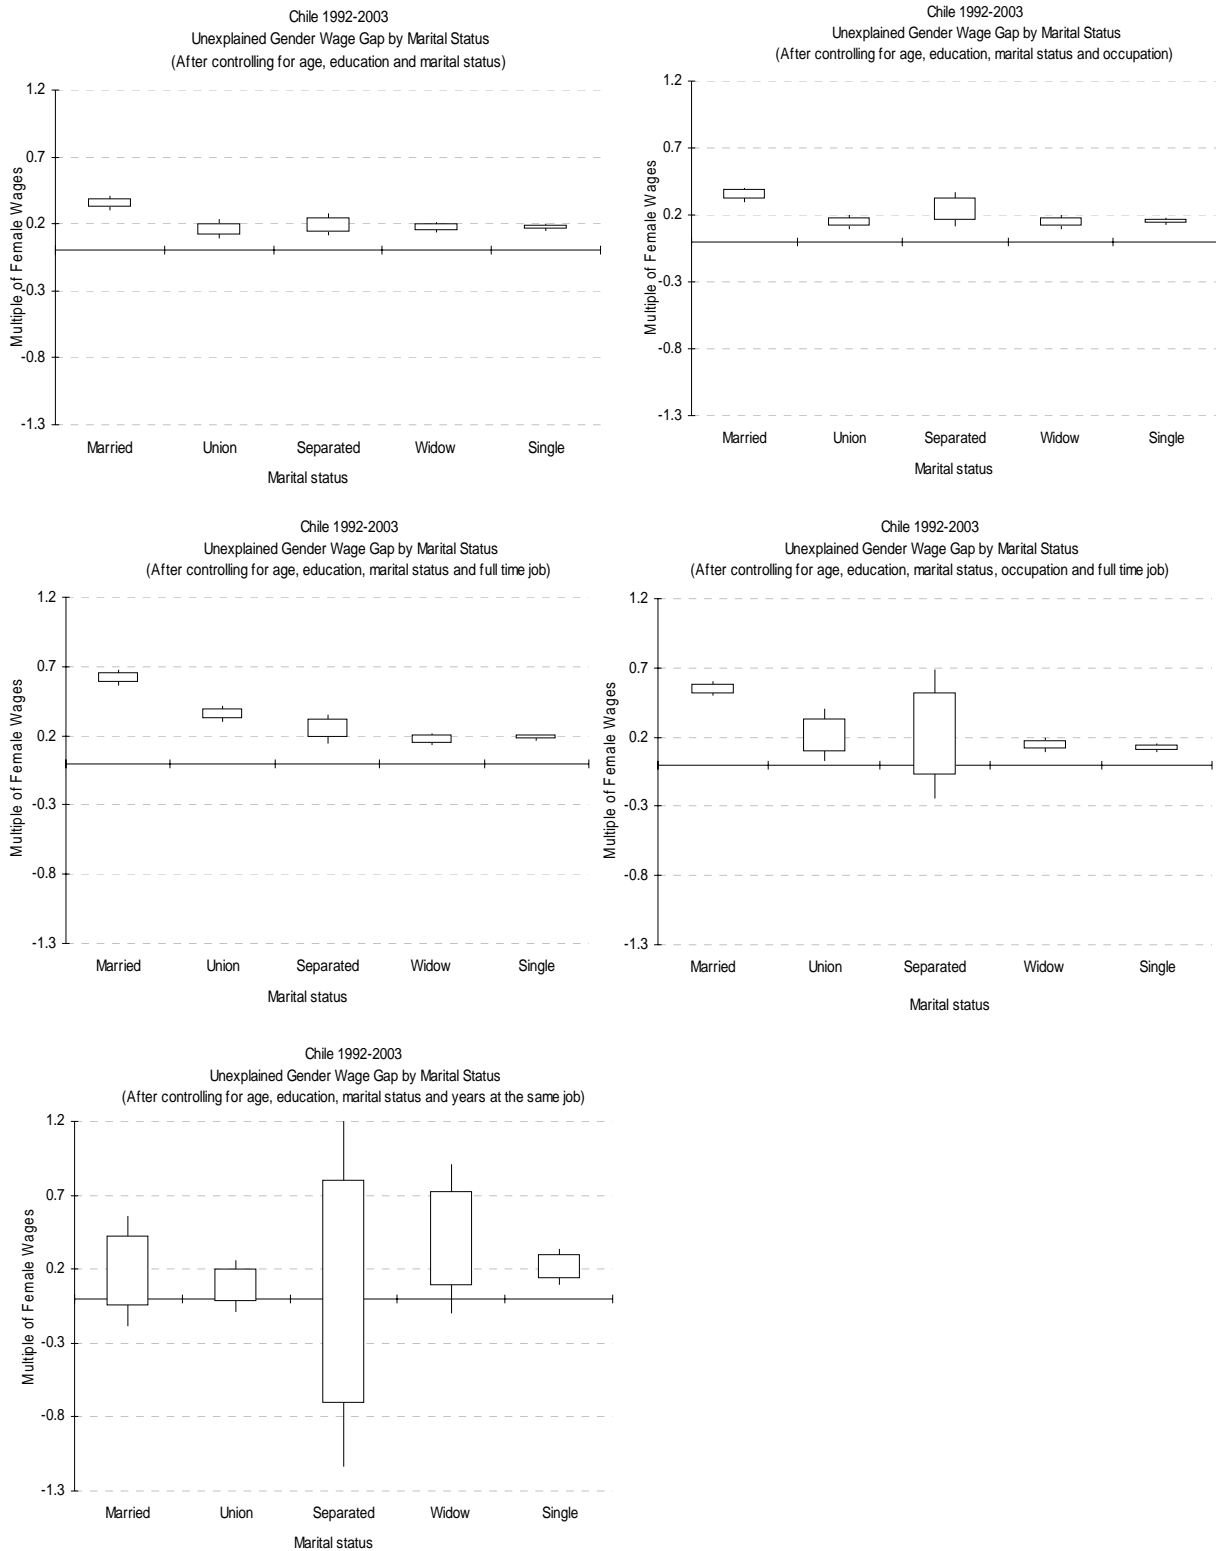 Chile 1992-2003
Unexplained Gender Wage Gap by Marital Status
(After controlling for age, education and marital status)
1.2
0.7
0.2
-0.3
-0.8
-1.3
Multiple of Female Wages
Married Union Separated Widow Single
Marital status
Chile 1992-2003
Unexplained Gender Wage Gap by Marital Status
(After controlling for age, education, marital status and occupation)
1.2
0.7
0.2
-0.3
-0.8
-1.3
Multiple of Female Wages
Married Union Separated Widow Single
Marital status
Chile 1992-2003
Unexplained Gender Wage Gap by Marital Status
(After controlling for age, education, marital status and full time job)
1.2
0.7
0.2
-0.3
-0.8
-1.3
Multiple of Female Wages
Married Union Separated Widow Single
Marital status
Chile 1992-2003
Unexplained Gender Wage Gap by Marital Status
(After controlling for age, education, marital status, occupation and full time job)
1.2
0.7
0.2
-0.3
-0.8
-1.3
Multiple of Female Wages
Married Union Separated Widow Single
Marital status
Chile 1992-2003
Unexplained Gender Wage Gap by Marital Status
(After controlling for age, education, marital status and years at the same job)
1.2
0.7
0.2
-0.3
-0.8
-1.3
Multiple of Female Wages
Married Union Separated Widow Single
Marital status